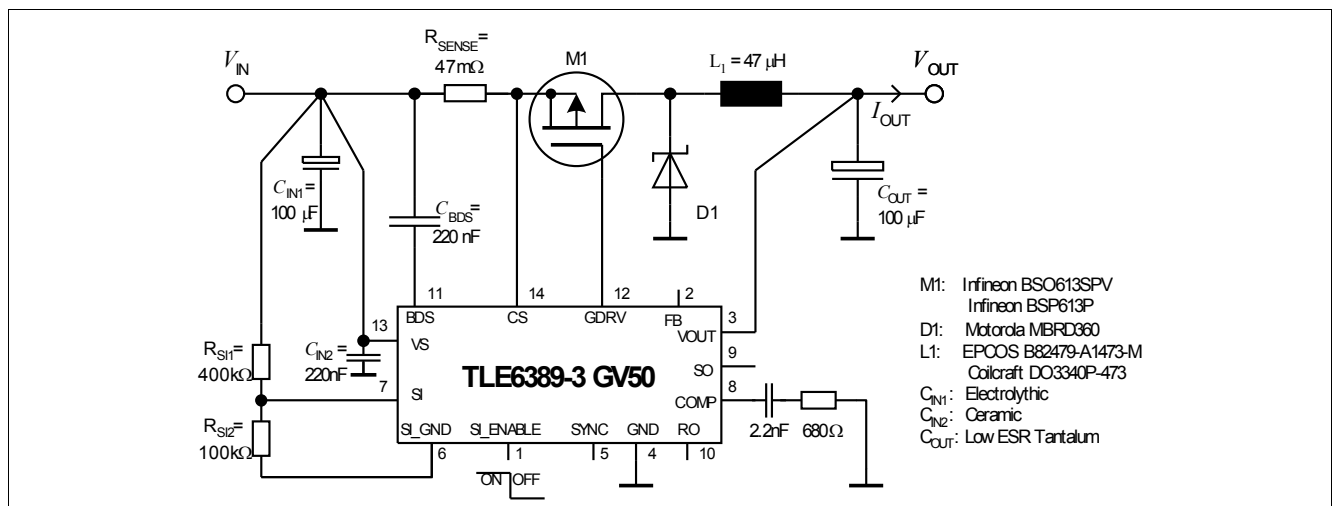 R_SENSE=
47mΩ
M1
L₁ = 47 µH
V_IN
V_OUT
I_OUT
C_IN1=
100 µF
C_BDS=
220 nF
D1
C_OUT =
100 µF
11
14
12
2
BDS
CS
GDRV
FB
3
VOUT
13
VS
9
SO
R_SI1=
400kΩ
C_IN2=
220nF
TLE6389-3 GV50
7
SI
8
COMP
2.2nF
680Ω
R_SI2=
100kΩ
SI_GND
SI_ENABLE
SYNC
GND
RO
6
1
5
4
10
ON
OFF
M1: Infineon BSO613SPV
Infineon BSP613P
D1: Motorola MBRD360
L1: EPCOS B82479-A1473-M
Coilcraft DO3340P-473
C_IN1: Electrolythic
C_IN2: Ceramic
C_OUT: Low ESR Tantalum